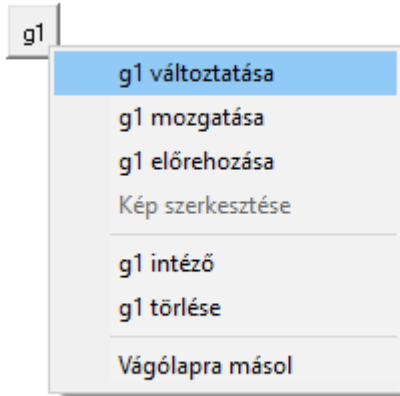 g1
g1 változtatása
g1 mozgatása
g1 előrehozása
Kép szerkesztése
g1 intéző
g1 törlése
Vágólapra másol